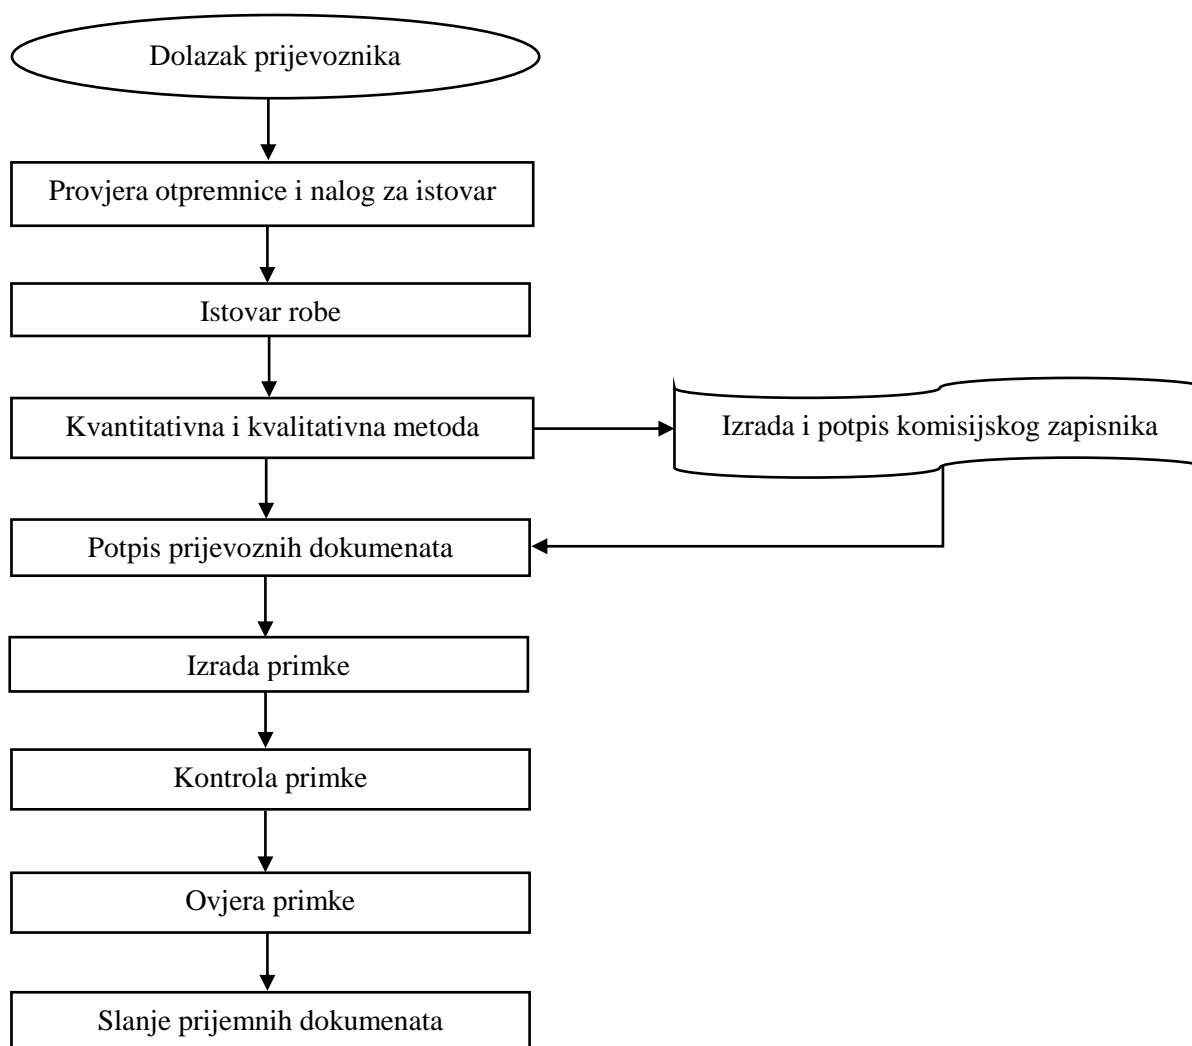 Dolazak prijevoznika
Provjera otpremnice i nalog za istovar
Istovar robe
Kvantitativna i kvalitativna metoda
Izrada i potpis komisijskog zapisnika
Potpis prijevoznih dokumenata
Izrada primke
Kontrola primke
Ovjera primke
Slanje prijemnih dokumenata